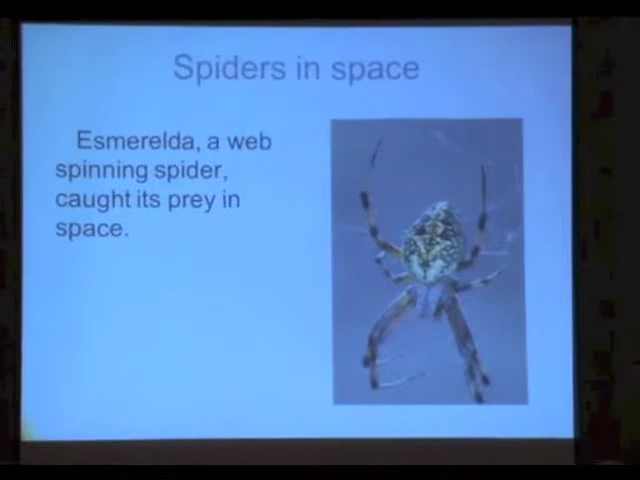 Spiders in space
Esmerelda, a web
spinning spider,
caught its prey in
space.